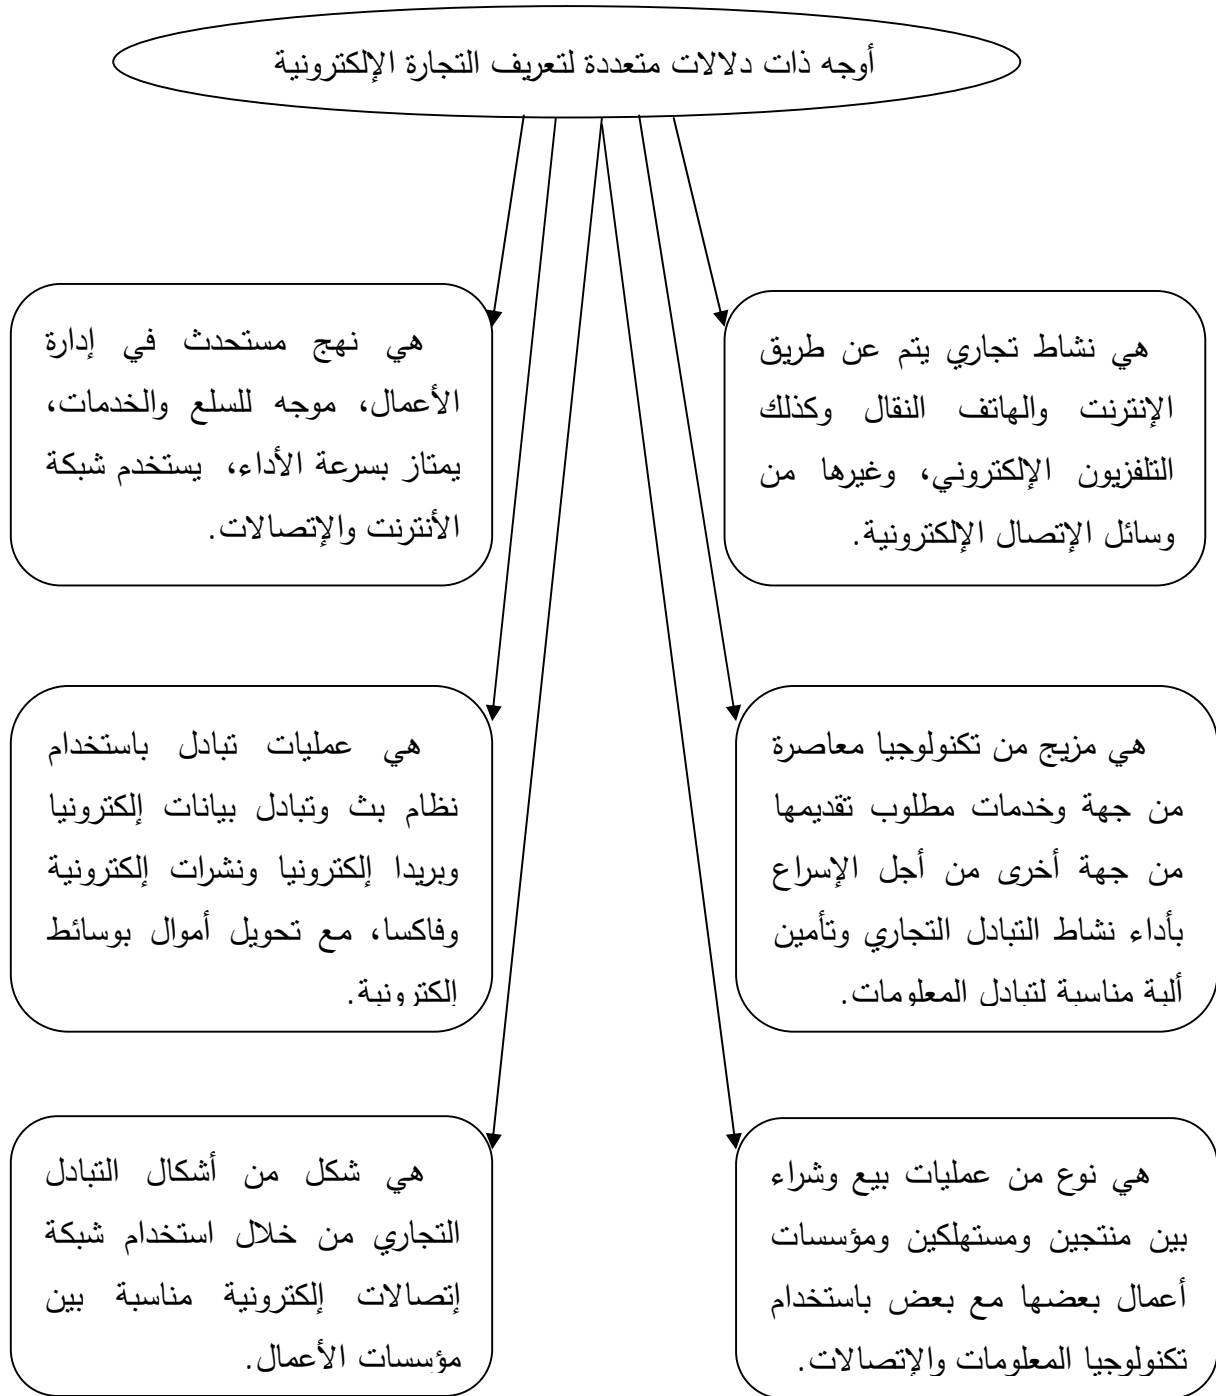 أوجه ذات دلالات متعددة لتعريف التجارة الإلكترونية
هي نشاط تجاري يتم عن طريق
الإنترنت والهاتف النقال وكذلك
التلفزيون الإلكتروني، وغيرها من
وسائل الإتصال الإلكترونية.
هي نهج مستحدث في إدارة
الأعمال، موجه للسلع والخدمات،
يمتاز بسرعة الأداء، يستخدم شبكة
الأنترنت والإتصالات.
هي مزيج من تكنولوجيا معاصرة
من جهة وخدمات مطلوب تقديمها
من جهة أخرى من أجل الإسراع
بأداء نشاط التبادل التجاري وتأمين
ألية مناسبة لتبادل المعلومات.
هي عمليات تبادل باستخدام
نظام بث وتبادل بيانات إلكترونيا
وبريدا إلكترونيا ونشرات إلكترونية
وفاكسا، مع تحويل أموال بوسائط
إلكترونية.
هي نوع من عمليات بيع وشراء
بين منتجين ومستهلكين ومؤسسات
أعمال بعضها مع بعض باستخدام
تكنولوجيا المعلومات والإتصالات.
هي شكل من أشكال التبادل
التجاري من خلال استخدام شبكة
إتصالات إلكترونية مناسبة بين
مؤسسات الأعمال.